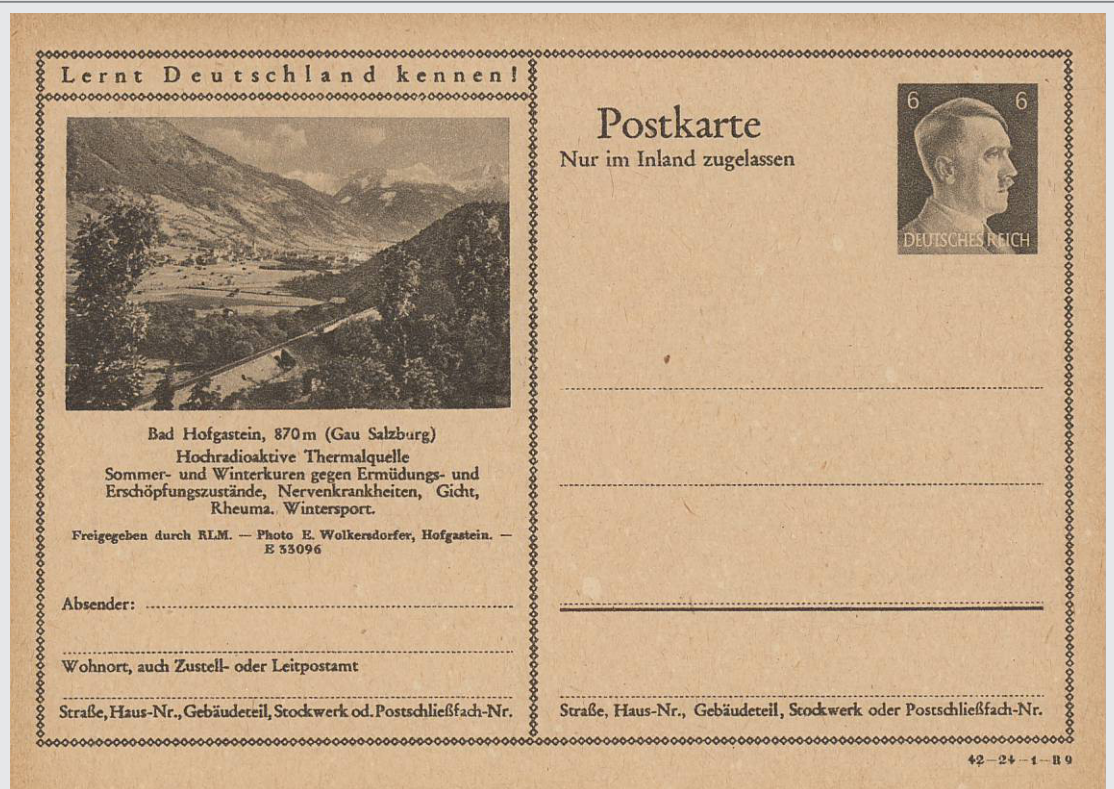 Lernt Deutschland kennen!
Bad Hofgastein, 870 m (Gau Salzburg)
Hochradioaktive Thermalquelle
Sommer- und Winterkuren gegen Ermüdungs- und
Erschöpfungszustände, Nervenkrankheiten, Gicht,
Rheuma. Wintersport.
Freigegeben durch RLM. — Photo E. Wolkersdorfer, Hofgastein. —
E 33096
Absender:
Wohnort, auch Zustell- oder Leitpostamt
Straße, Haus-Nr., Gebäudeteil, Stockwerk od. Postschließfach-Nr.
Postkarte
Nur im Inland zugelassen
6 6
DEUTSCHES REICH
Straße, Haus-Nr., Gebäudeteil, Stockwerk oder Postschließfach-Nr.
42—24—1—B 9